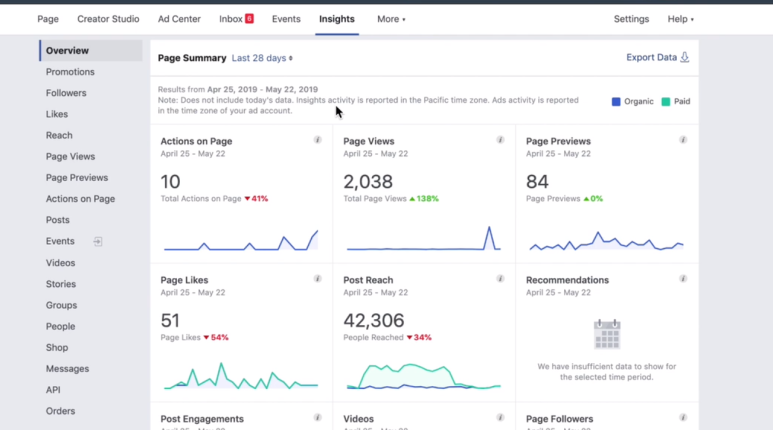 Page Creator Studio Ad Center Inbox 6 Events Insights More Settings Help
Overview
Promotions
Followers
Likes
Reach
Page Views
Page Previews
Actions on Page
Posts
Events
Videos
Stories
Groups
People
Shop
Messages
API
Orders
Page Summary Last 28 days
Export Data
Results from Apr 25, 2019 - May 22, 2019
Note: Does not include today's data. Insights activity is reported in the Pacific time zone. Ads activity is reported
in the time zone of your ad account.
Organic Paid
Actions on Page
April 25 - May 22
10
Total Actions on Page ▼41%
Page Views
April 25 - May 22
2,038
Total Page Views ▲138%
Page Previews
April 25 - May 22
84
Page Previews ▲0%
Page Likes
April 25 - May 22
51
Page Likes ▼54%
Post Reach
April 25 - May 22
42,306
People Reached ▼34%
Recommendations
April 25 - May 22
We have insufficient data to show for
the selected time period.
Post Engagements
Videos
Page Followers